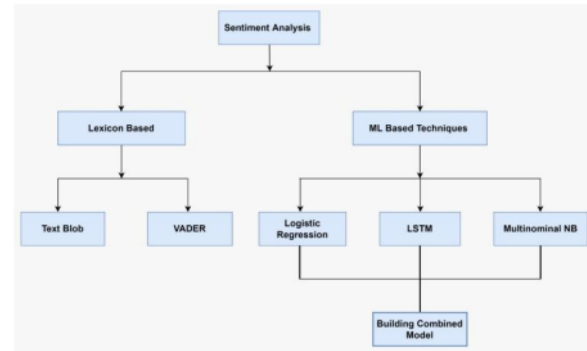 Sentiment Analysis
Lexicon Based
ML Based Techniques
Text Blob
VADER
Logistic
Regression
LSTM
Multinominal NB
Building Combined
Model